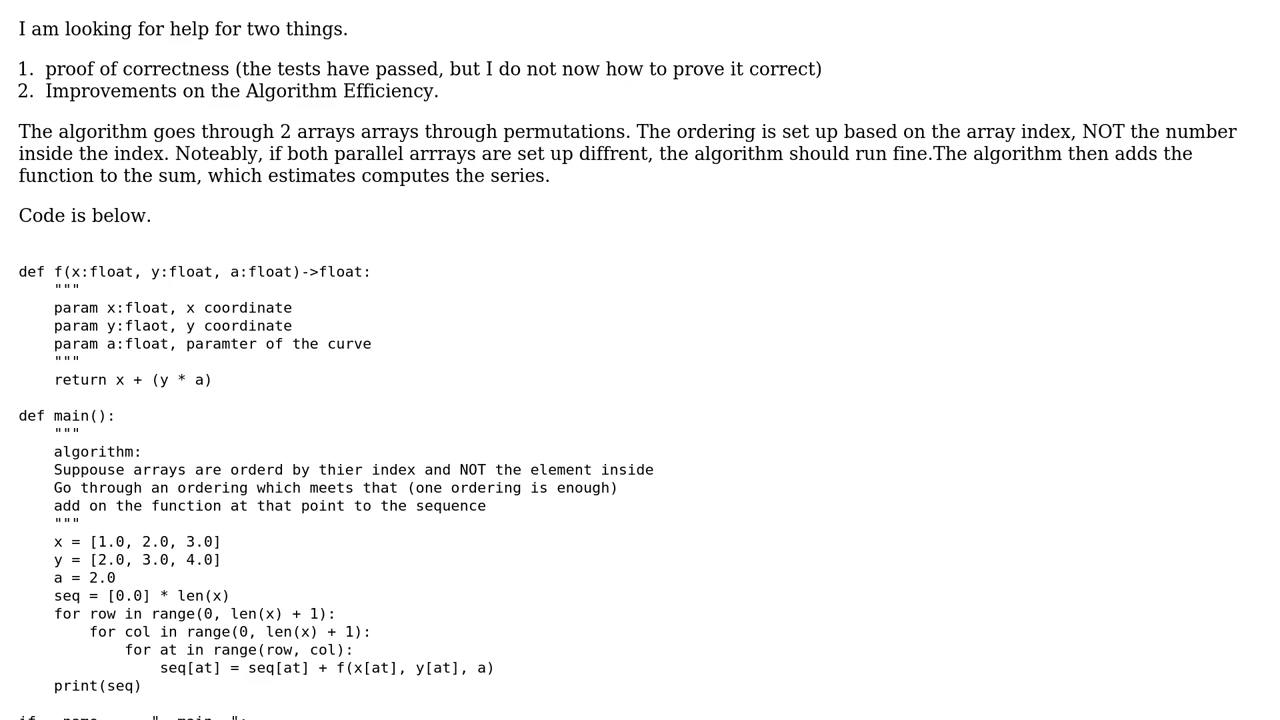 I am looking for help for two things.
1. proof of correctness (the tests have passed, but I do not now how to prove it correct)
2. Improvements on the Algorithm Efficiency.
The algorithm goes through 2 arrays arrays through permutations. The ordering is set up based on the array index, NOT the number
inside the index. Noteably, if both parallel arrrays are set up diffrent, the algorithm should run fine.The algorithm then adds the
function to the sum, which estimates computes the series.
Code is below.
def f(x:float, y:float, a:float)->float:
    """
    param x:float, x coordinate
    param y:flaot, y coordinate
    param a:float, paramter of the curve
    """
    return x + (y * a)
def main():
    """
    algorithm:
    Suppouse arrays are orderd by thier index and NOT the element inside
    Go through an ordering which meets that (one ordering is enough)
    add on the function at that point to the sequence
    """
    x = [1.0, 2.0, 3.0]
    y = [2.0, 3.0, 4.0]
    a = 2.0
    seq = [0.0] * len(x)
    for row in range(0, len(x) + 1):
        for col in range(0, len(x) + 1):
            for at in range(row, col):
                seq[at] = seq[at] + f(x[at], y[at], a)
    print(seq)